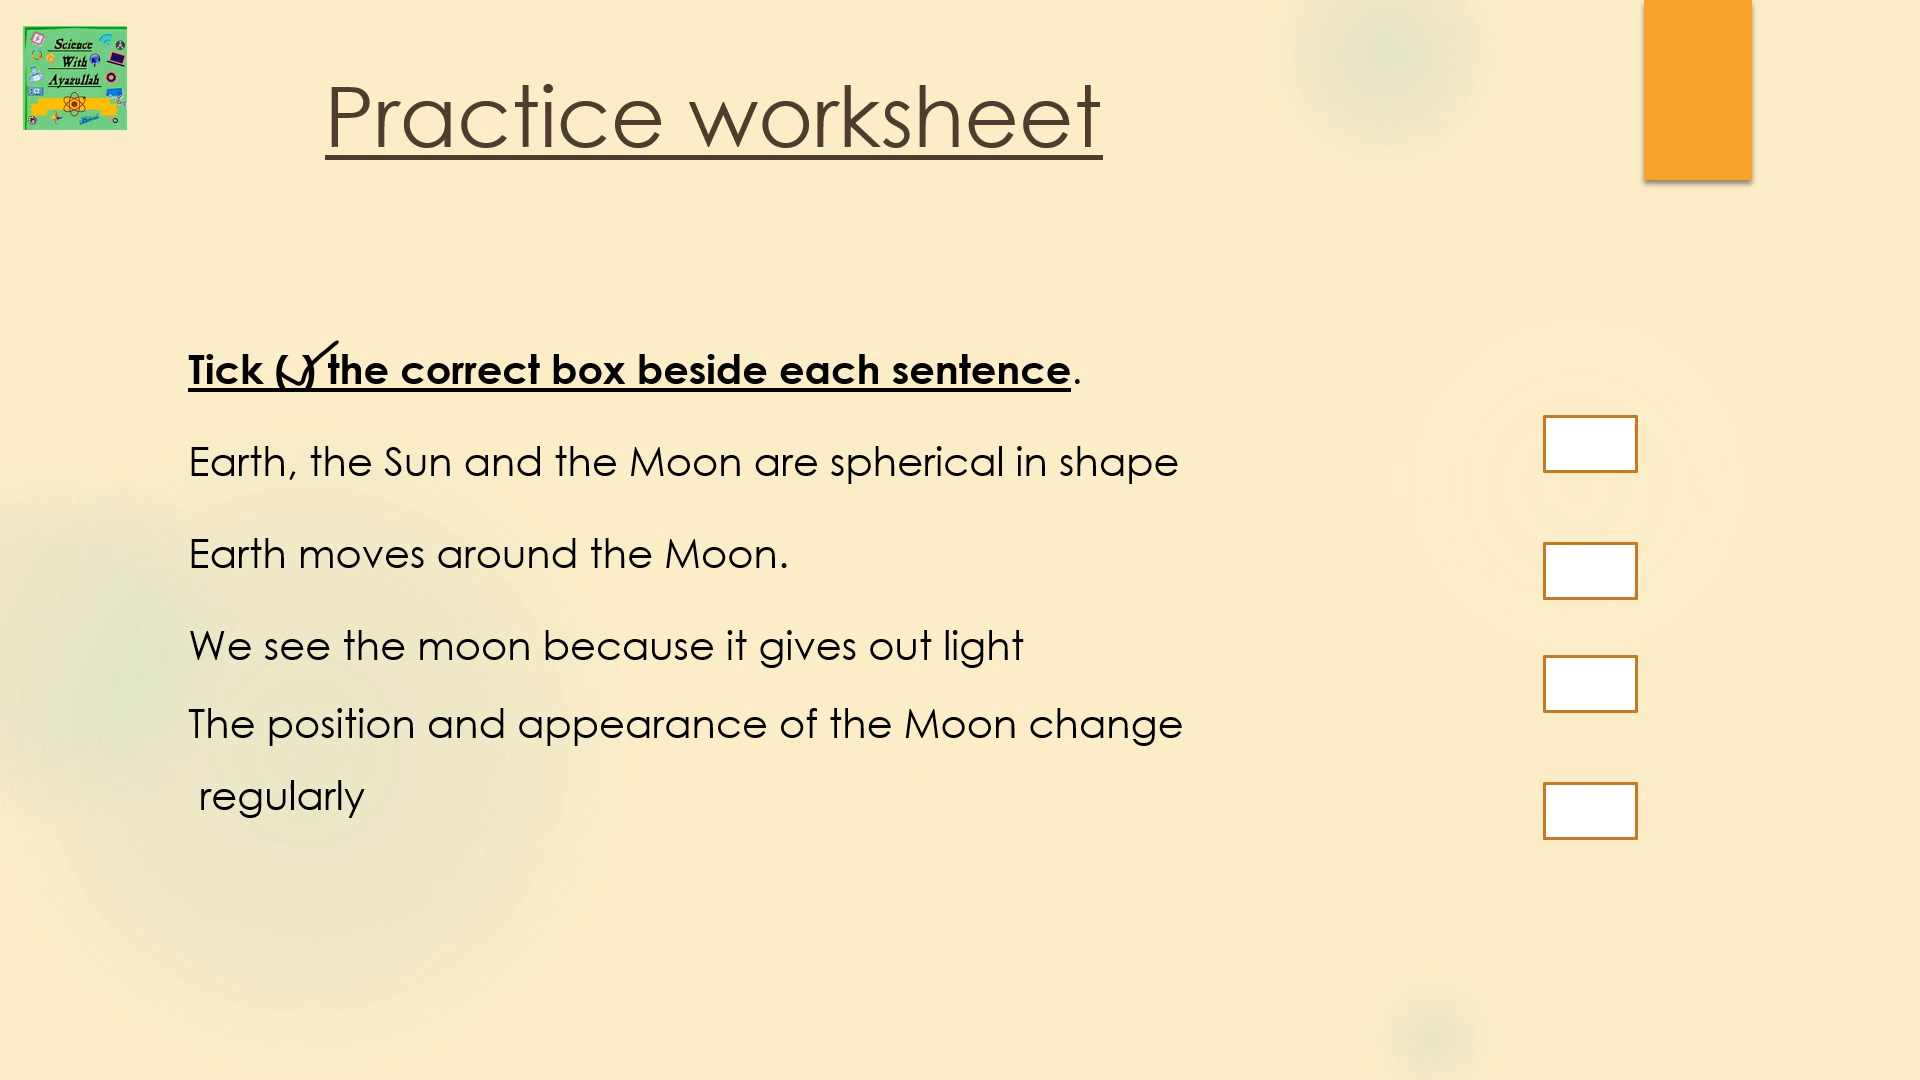 Science
With
Ayazullah
Practice worksheet
Tick (✓) the correct box beside each sentence.
Earth, the Sun and the Moon are spherical in shape
Earth moves around the Moon.
We see the moon because it gives out light
The position and appearance of the Moon change
regularly